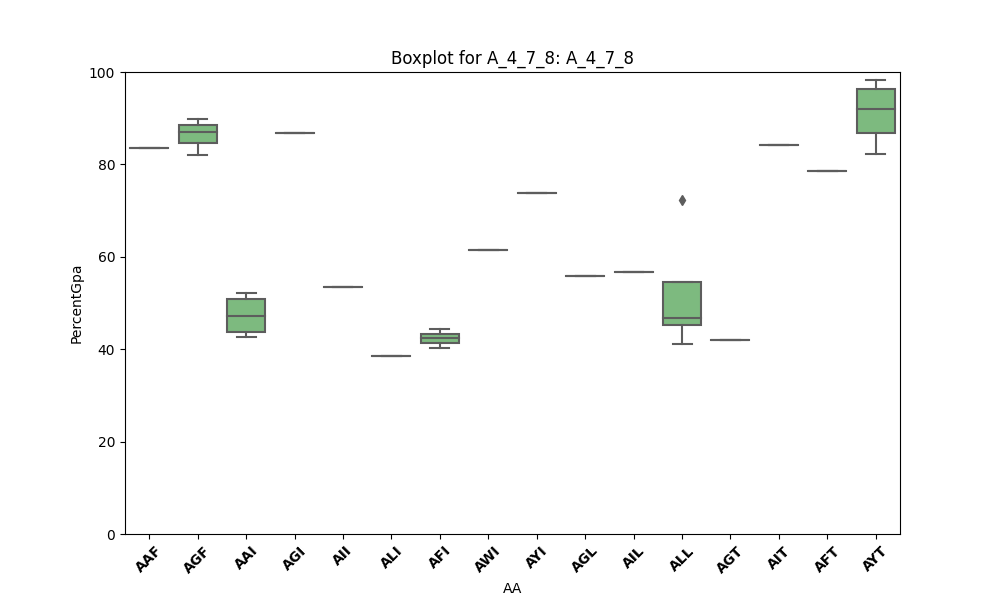 Boxplot for A_4_7_8: A_4_7_8
100
80
60
40
20
0
PercentGpa
AAF AGF AAI AGI AII ALI AFI AWI AYI AGL AIL ALL AGT AIT AFT AYT
AA